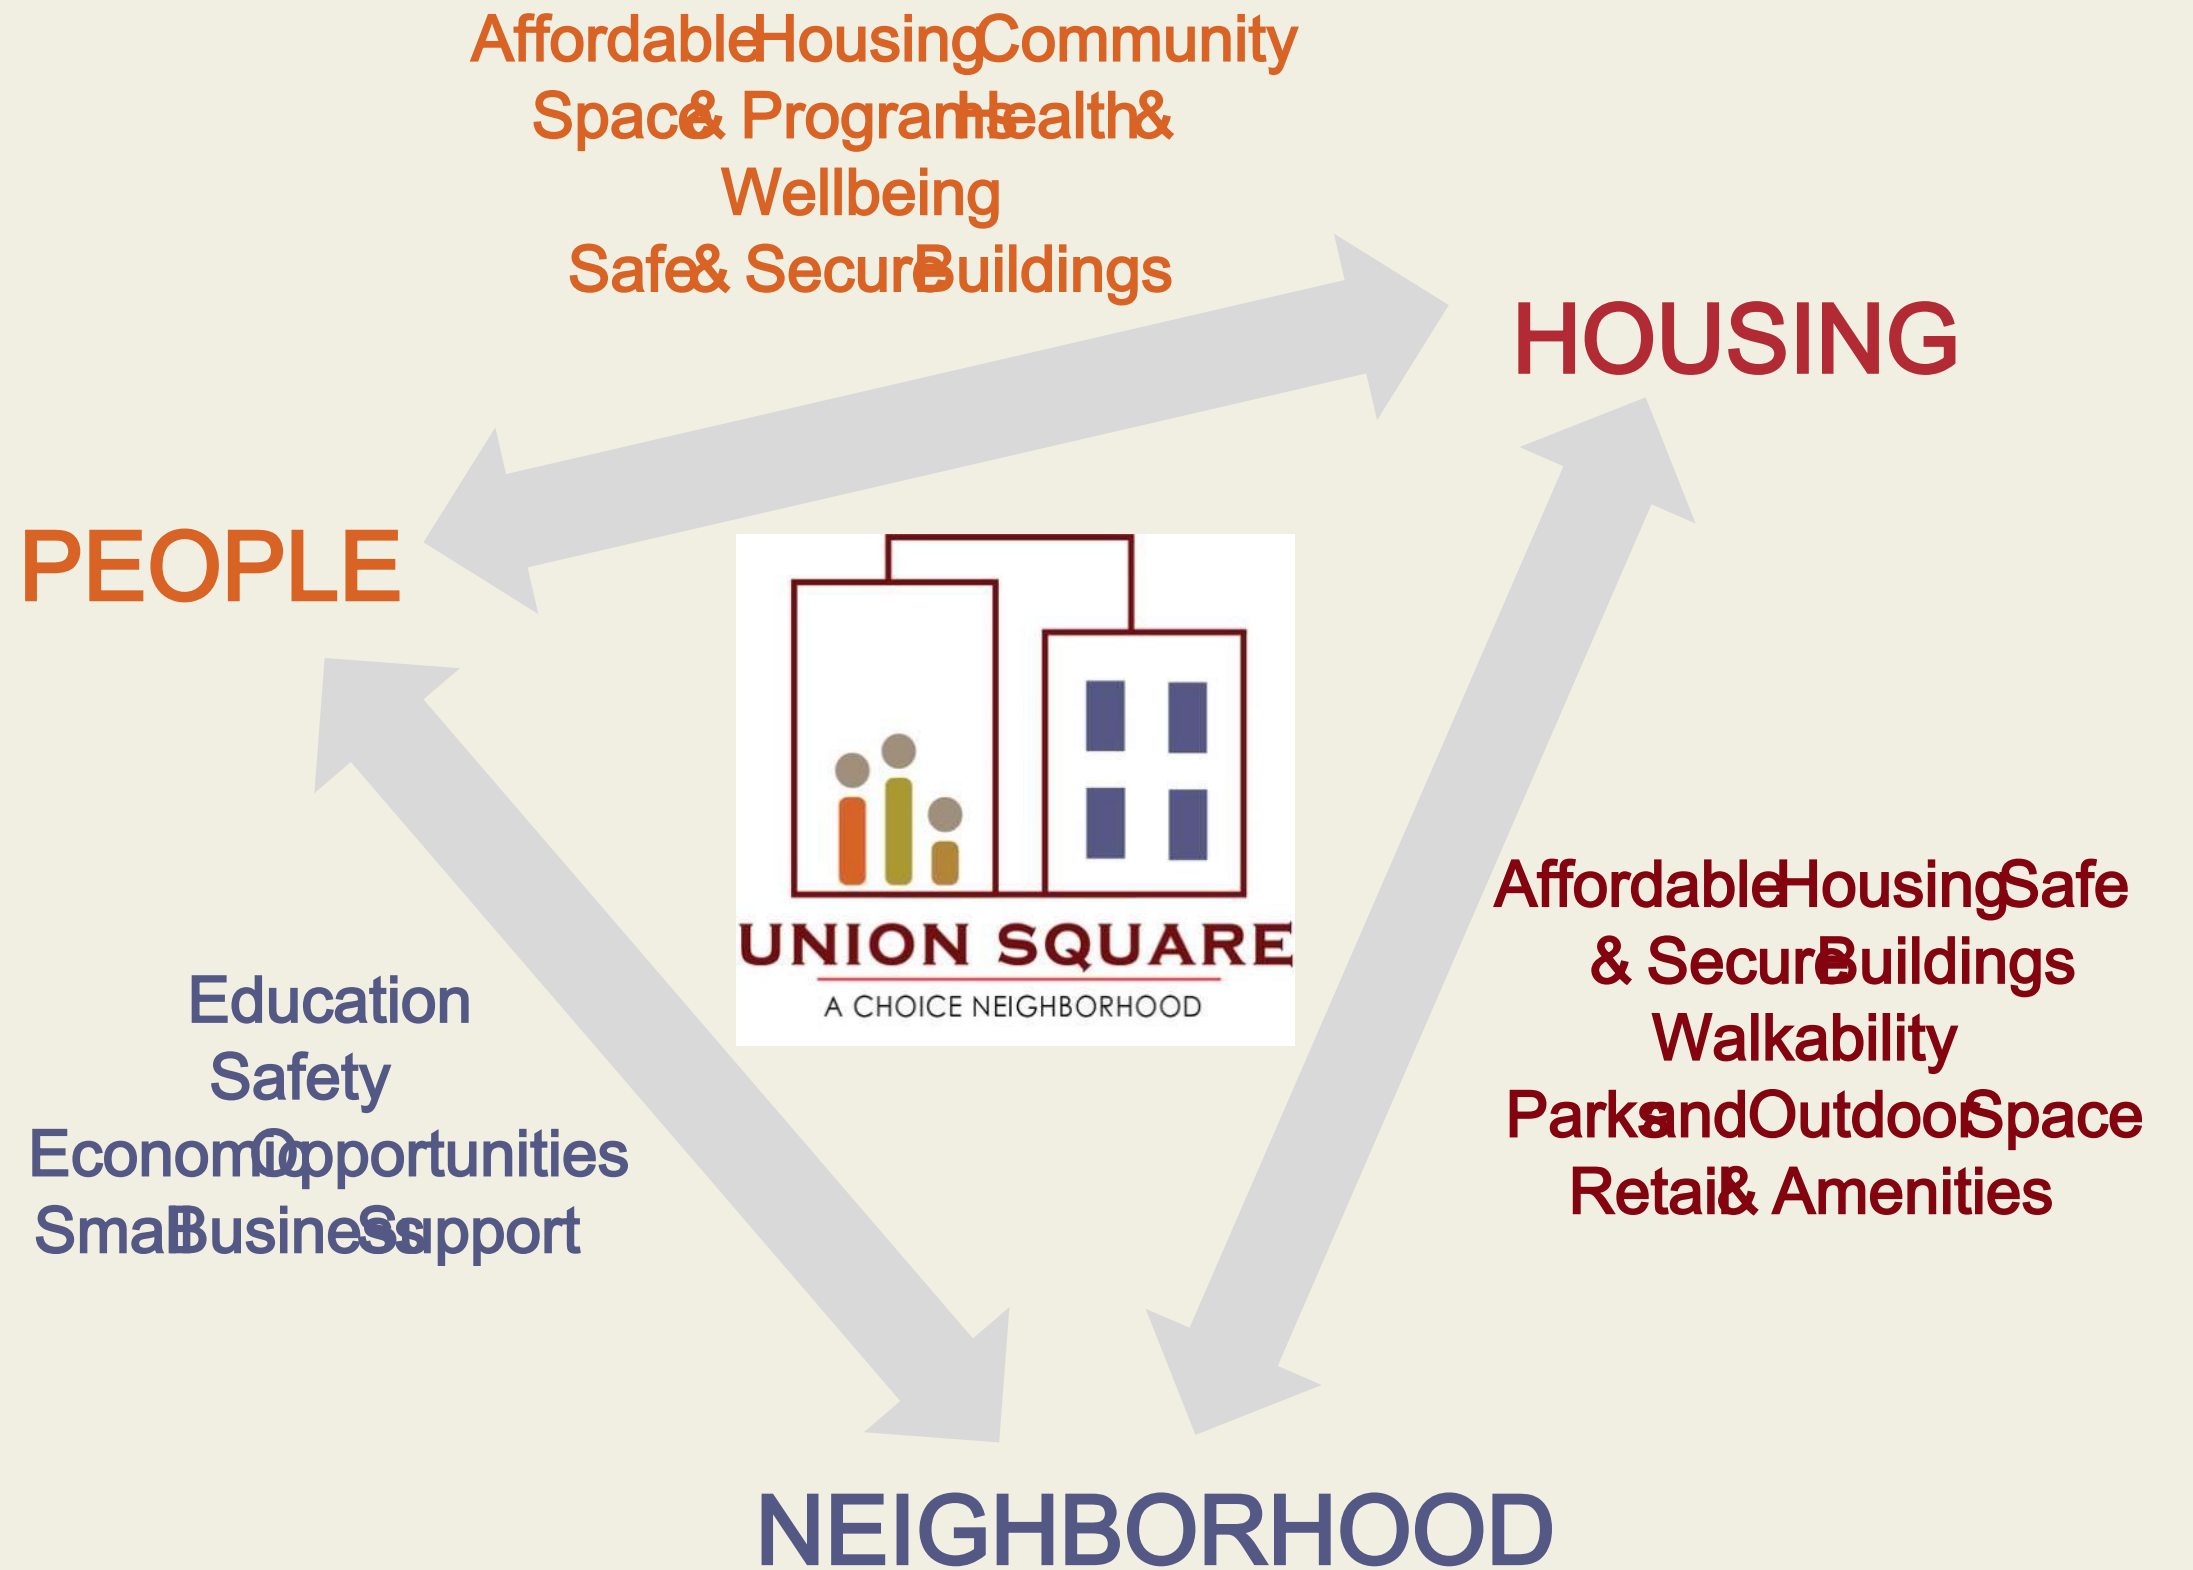 Affordable Housing Community
Space & Programs Health &
Wellbeing
Safe & Secure Buildings
HOUSING
PEOPLE
UNION SQUARE
A CHOICE NEIGHBORHOOD
Education
Safety
Economic Opportunities
Small Business Support
Affordable Housing Safe
& Secure Buildings
Walkability
Parks and Outdoor Space
Retail & Amenities
NEIGHBORHOOD